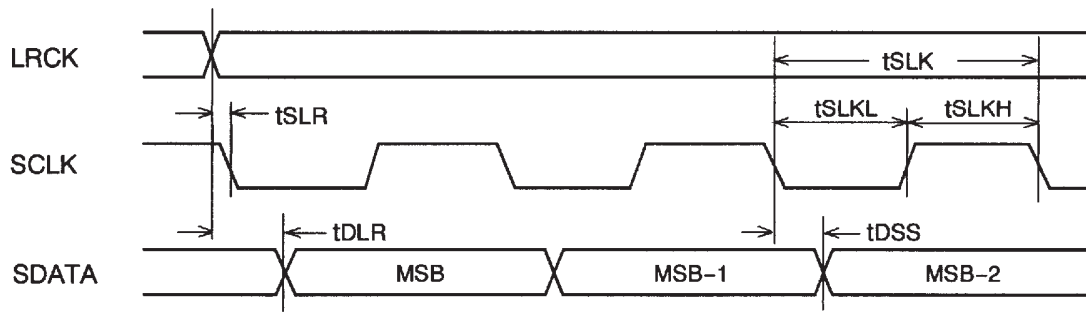 LRCK
tSLK
tSLR
tSLKL
tSLKH
SCLK
tDLR
tDSS
SDATA
MSB
MSB-1
MSB-2